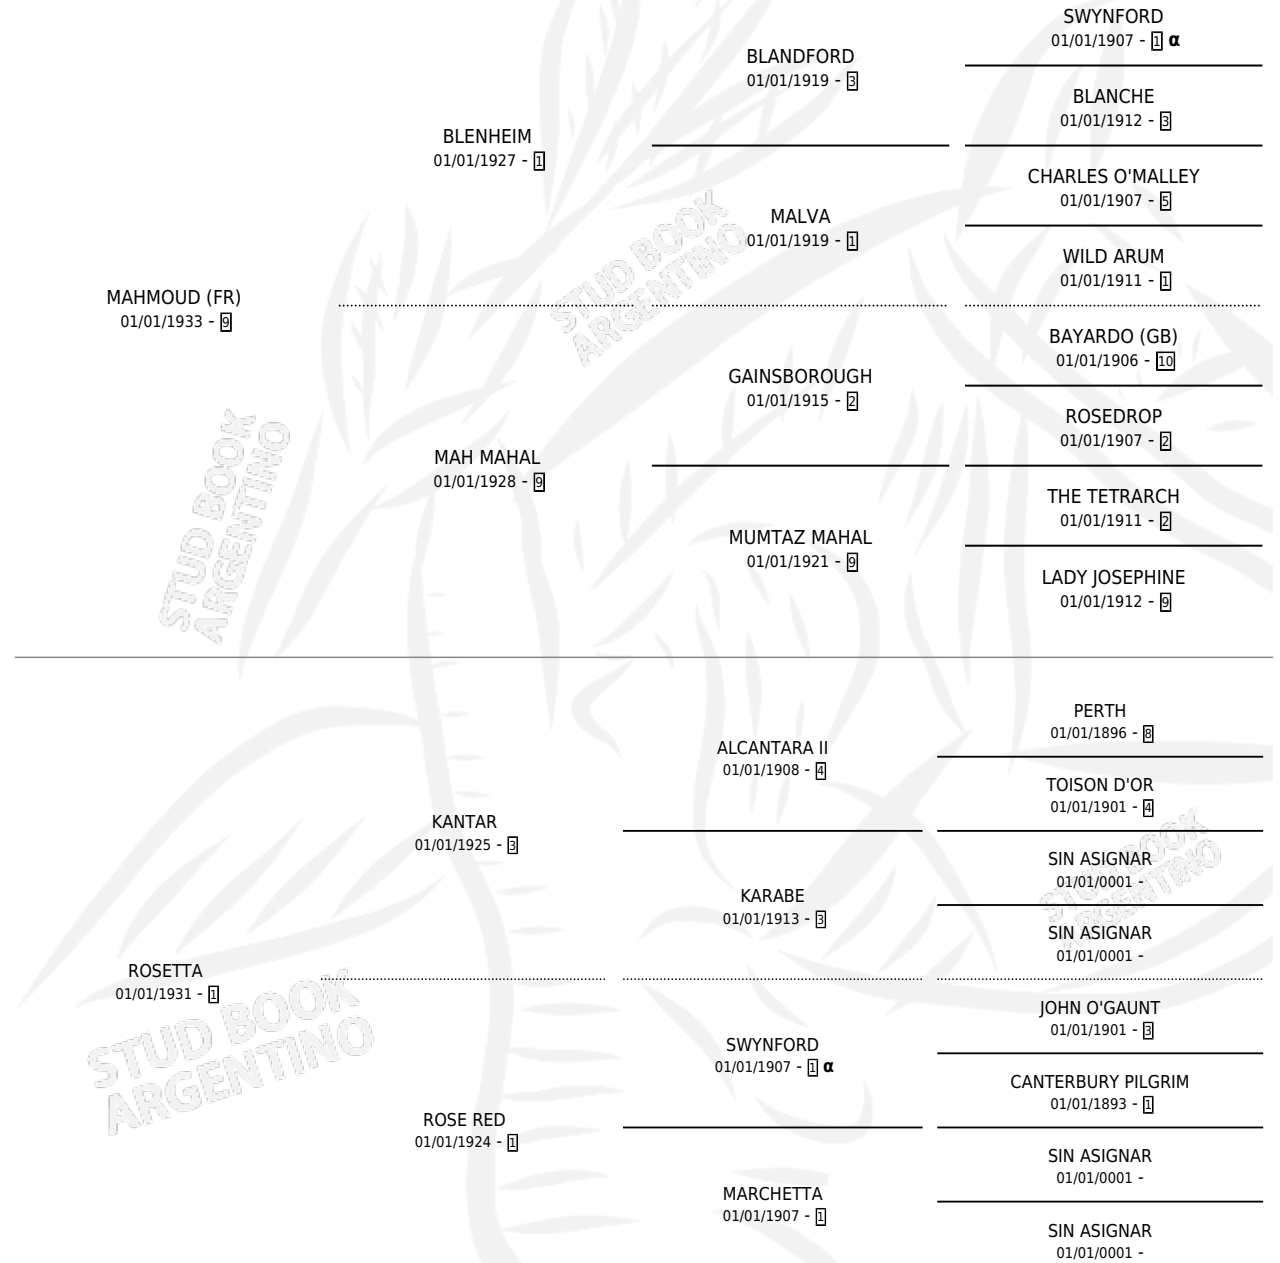 SWYNFORD
01/01/1907 - 1 α
BLANDFORD
01/01/1919 - 3
BLANCHE
01/01/1912 - 3
BLENHEIM
01/01/1927 - 1
CHARLES O'MALLEY
01/01/1907 - 5
MALVA
01/01/1919 - 1
WILD ARUM
01/01/1911 - 1
MAHMOUD (FR)
01/01/1933 - 9
BAYARDO (GB)
01/01/1906 - 10
GAINSBOROUGH
01/01/1915 - 2
ROSEDROP
01/01/1907 - 2
MAH MAHAL
01/01/1928 - 9
THE TETRARCH
01/01/1911 - 2
MUMTAZ MAHAL
01/01/1921 - 9
LADY JOSEPHINE
01/01/1912 - 9
STUD BOOK
ARGENTINO
STUD BOOK
ARGENTINO
PERTH
01/01/1896 - 8
ALCANTARA II
01/01/1908 - 4
TOISON D'OR
01/01/1901 - 4
KANTAR
01/01/1925 - 3
SIN ASIGNAR
01/01/0001 -
KARABE
01/01/1913 - 3
SIN ASIGNAR
01/01/0001 -
ROSETTA
01/01/1931 - 1
JOHN O'GAUNT
01/01/1901 - 3
SWYNFORD
01/01/1907 - 1 α
CANTERBURY PILGRIM
01/01/1893 - 1
ROSE RED
01/01/1924 - 1
SIN ASIGNAR
01/01/0001 -
MARCHETTA
01/01/1907 - 1
SIN ASIGNAR
01/01/0001 -
STUD BOOK
ARGENTINO
STUD BOOK
ARGENTINO